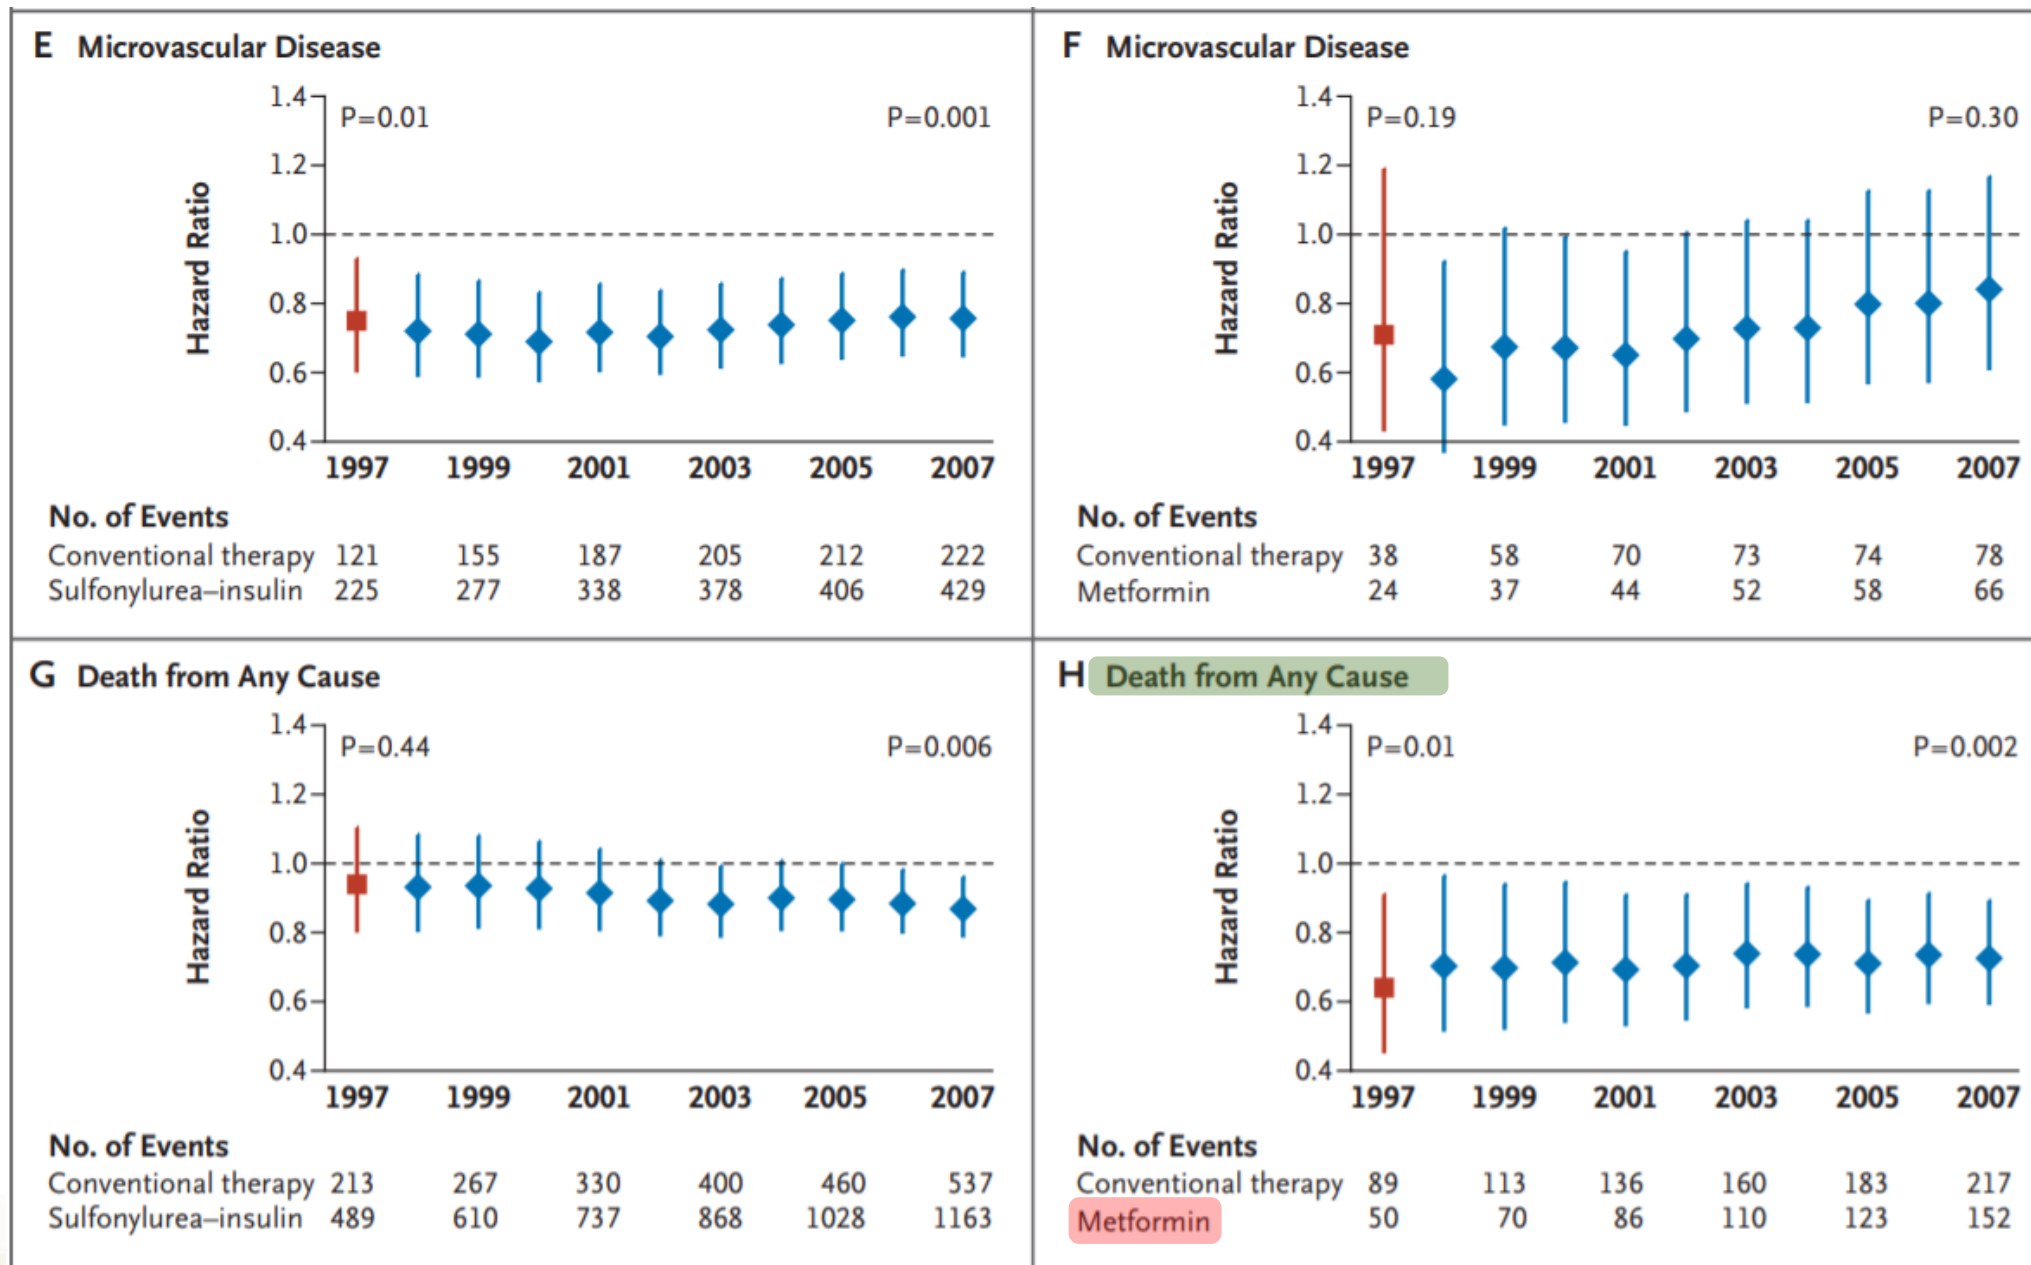 E Microvascular Disease
1.4
P=0.01
P=0.001
1.2
1.0
0.8
0.6
0.4
Hazard Ratio
1997 1999 2001 2003 2005 2007
No. of Events
Conventional therapy 121 155 187 205 212 222
Sulfonylurea–insulin 225 277 338 378 406 429
F Microvascular Disease
1.4
P=0.19
P=0.30
1.2
1.0
0.8
0.6
0.4
Hazard Ratio
1997 1999 2001 2003 2005 2007
No. of Events
Conventional therapy 38 58 70 73 74 78
Metformin 24 37 44 52 58 66
G Death from Any Cause
1.4
P=0.44
P=0.006
1.2
1.0
0.8
0.6
0.4
Hazard Ratio
1997 1999 2001 2003 2005 2007
No. of Events
Conventional therapy 213 267 330 400 460 537
Sulfonylurea–insulin 489 610 737 868 1028 1163
H Death from Any Cause
1.4
P=0.01
P=0.002
1.2
1.0
0.8
0.6
0.4
Hazard Ratio
1997 1999 2001 2003 2005 2007
No. of Events
Conventional therapy 89 113 136 160 183 217
Metformin 50 70 86 110 123 152